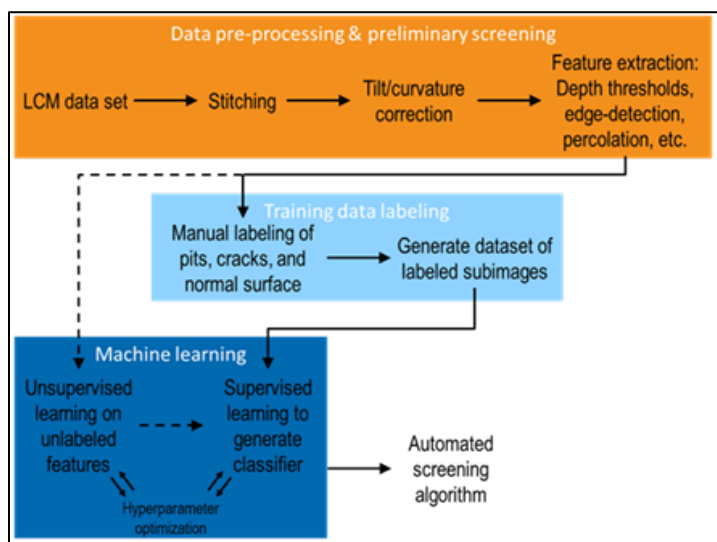 Data pre-processing & preliminary screening
LCM data set
Stitching
Tilt/curvature
correction
Feature extraction:
Depth thresholds,
edge-detection,
percolation, etc.
Training data labeling
Manual labeling of
pits, cracks, and
normal surface
Generate dataset of
labeled subimages
Machine learning
Unsupervised
learning on
unlabeled
features
Supervised
learning to
generate
classifier
Hyperparameter
optimization
Automated
screening
algorithm